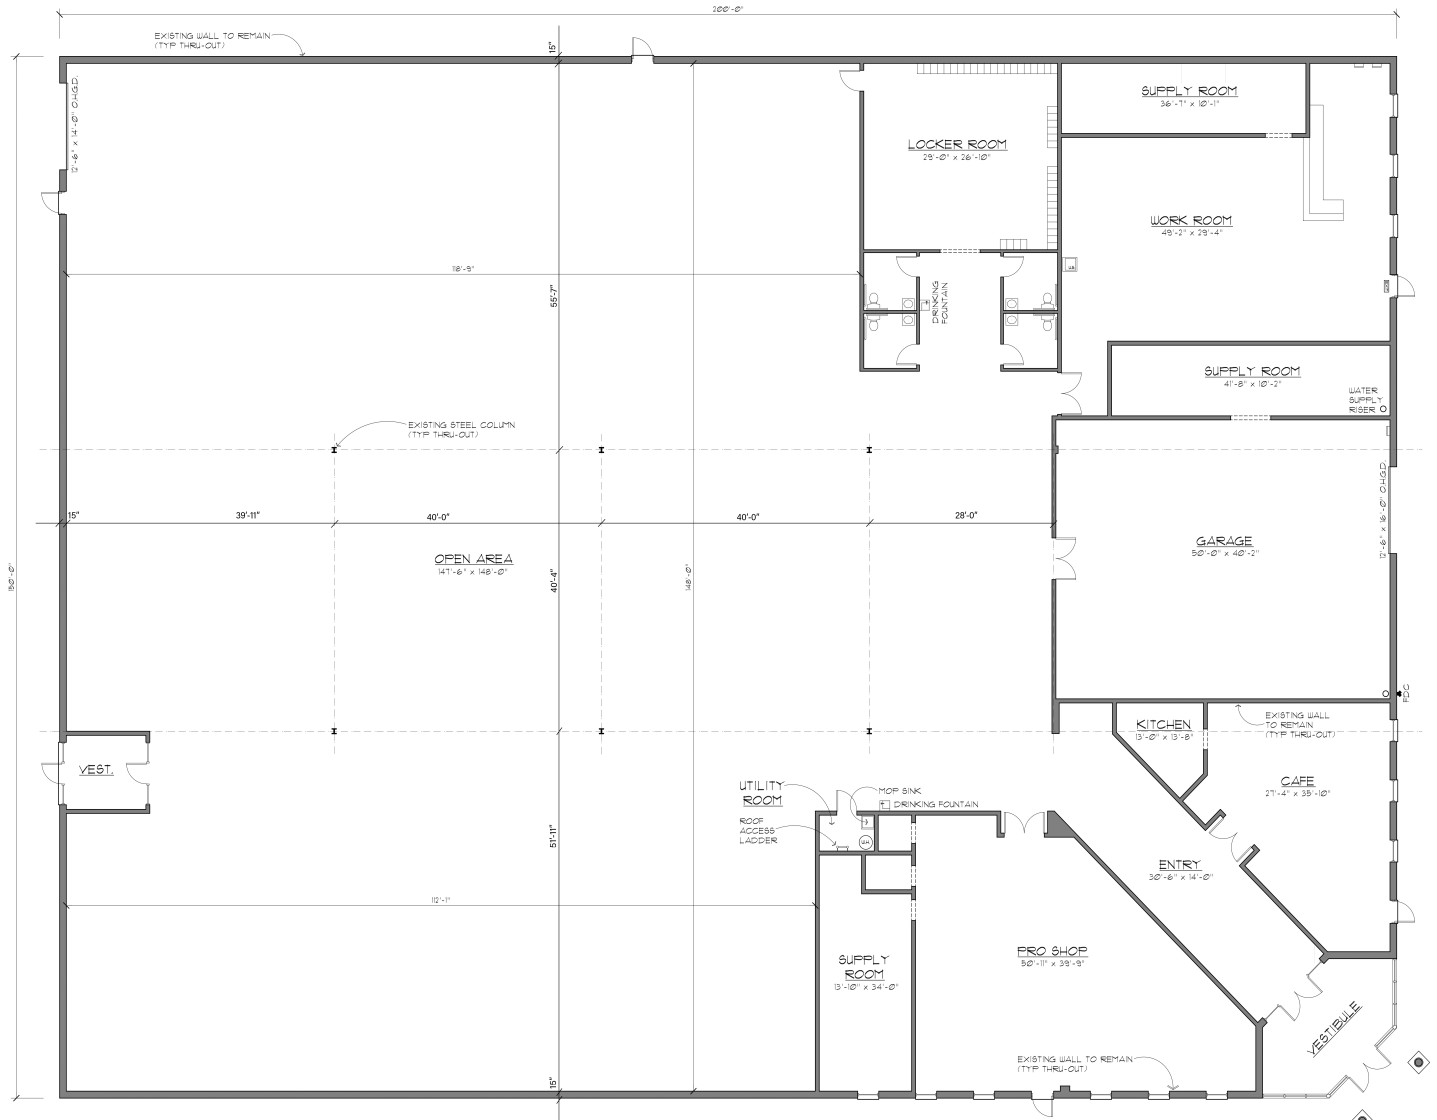 200'-0"
EXISTING WALL TO REMAIN
(TYP THRU-OUT)
15"
12'-6" x 14'-0" O.H.G.D.
LOCKER ROOM
29'-0" x 26'-10"
SUPPLY ROOM
36'-7" x 10'-1"
WORK ROOM
49'-2" x 29'-4"
118'-9"
55'-7"
DRINKING
FOUNTAIN
SUPPLY ROOM
41'-8" x 10'-2"
WATER
SUPPLY
RISER
EXISTING STEEL COLUMN
(TYP THRU-OUT)
15"
39'-11"
40'-0"
40'-0"
28'-0"
OPEN AREA
147'-6" x 148'-0"
40'-4"
148'-0"
150'-0"
GARAGE
50'-0" x 40'-2"
12'-6" x 16'-0" O.H.G.D.
FDC
EXISTING WALL
TO REMAIN
(TYP THRU-OUT)
KITCHEN
13'-0" x 13'-8"
VEST.
CAFE
27'-4" x 35'-10"
UTILITY
ROOM
MOP SINK
DRINKING FOUNTAIN
ROOF
ACCESS
LADDER
W.H.
51'-11"
ENTRY
30'-6" x 14'-0"
112'-1"
PRO SHOP
50'-11" x 39'-9"
SUPPLY
ROOM
13'-10" x 34'-0"
VESTIBULE
EXISTING WALL TO REMAIN
(TYP THRU-OUT)
15"